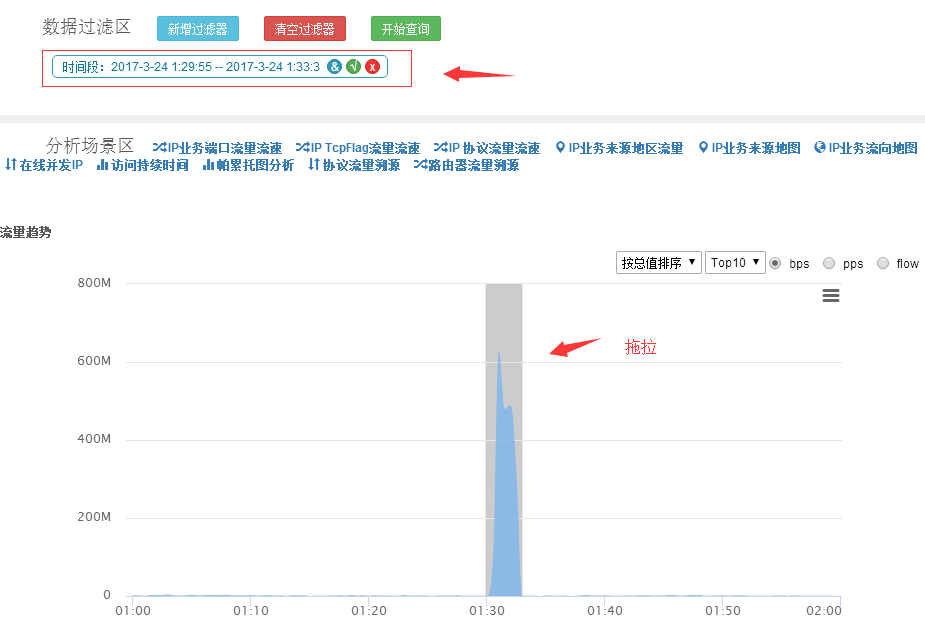 数据过滤区 新增过滤器 清空过滤器 开始查询
时间段：2017-3-24 1:29:55 -- 2017-3-24 1:33:3 & √ x
分析场景区 IP业务端口流量流速 IP TcpFlag流量流速 IP 协议流量流速 IP业务来源地区流量 IP业务来源地图 IP业务流向地图
在线并发IP 访问持续时间 帕累托图分析 协议流量溯源 路由器流量溯源
流量趋势
按总值排序 Top10 bps pps flow
800M
600M
拖拉
400M
200M
0
01:00 01:10 01:20 01:30 01:40 01:50 02:00